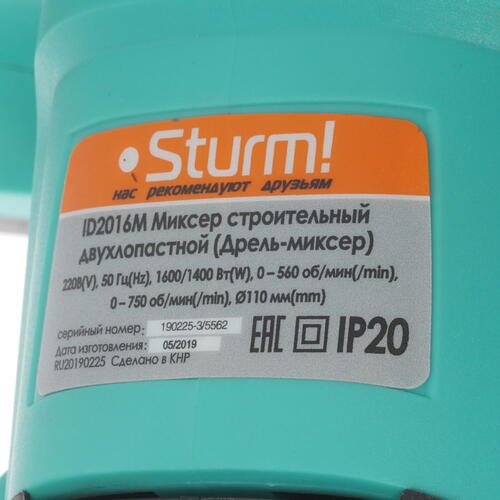 Sturm!
нас рекомендуют друзьям
ID2016M Миксер строительный
двухлопастной (Дрель-миксер)
220В(V), 50 Гц(Hz), 1600/1400 Вт(W), 0 – 560 об/мин(/min),
0 – 750 об/мин(/min), Ø110 мм(mm)
серийный номер: 190225-3/5562
Дата изготовления: 05/2019
RU20190225 Сделано в КНР
EAC IP20